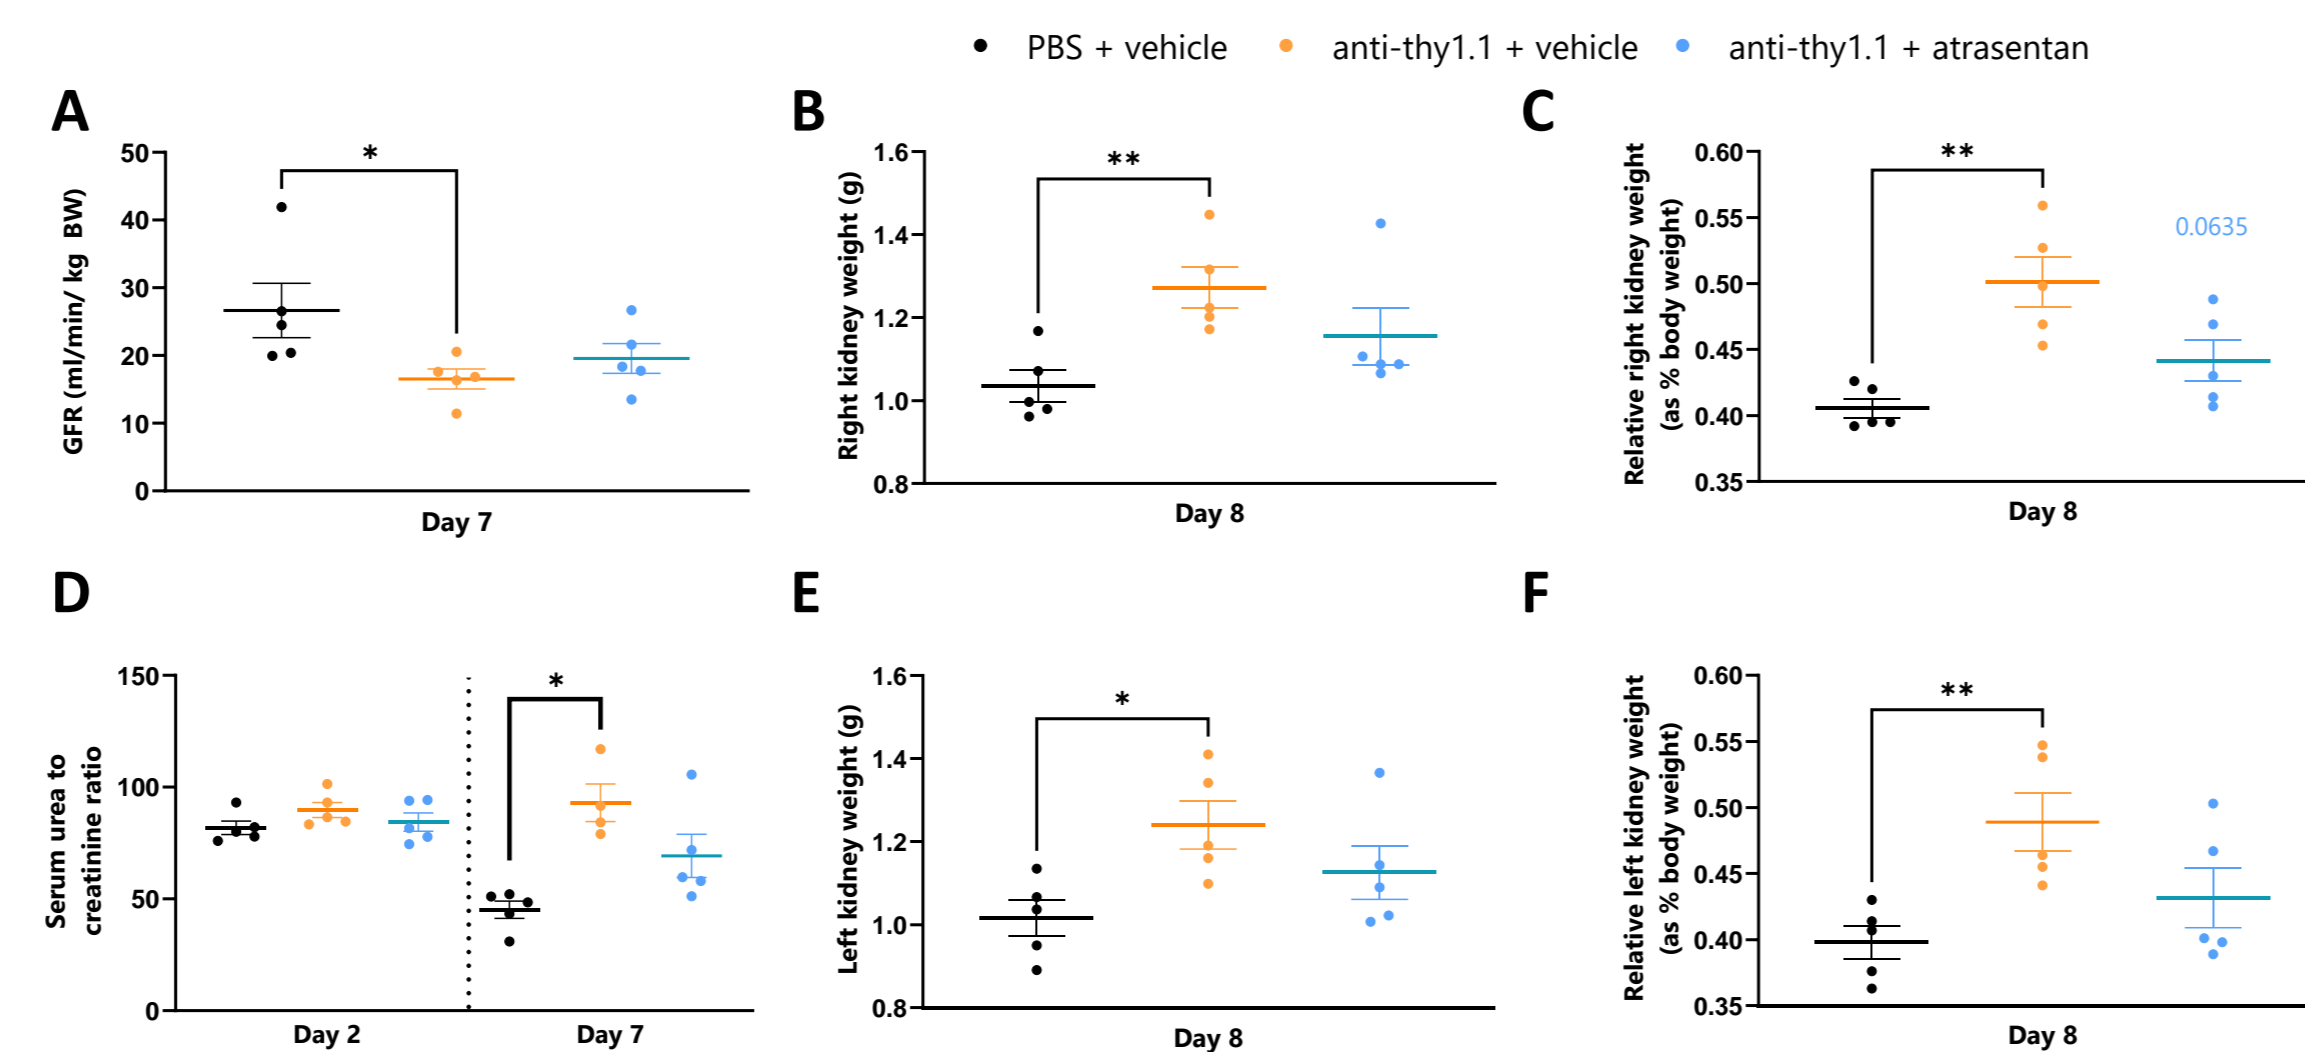 PBS + vehicle anti-thy1.1 + vehicle anti-thy1.1 + atrasentan
A
GFR (ml/min/ kg BW)
50
40
30
20
10
0
*
Day 7
B
Right kidney weight (g)
1.6
1.4
1.2
1.0
0.8
**
Day 8
C
Relative right kidney weight
(as % body weight)
0.60
0.55
0.50
0.45
0.40
0.35
**
0.0635
Day 8
D
Serum urea to
creatinine ratio
150
100
50
0
*
Day 2 Day 7
E
Left kidney weight (g)
1.6
1.4
1.2
1.0
0.8
*
Day 8
F
Relative left kidney weight
(as % body weight)
0.60
0.55
0.50
0.45
0.40
0.35
**
Day 8